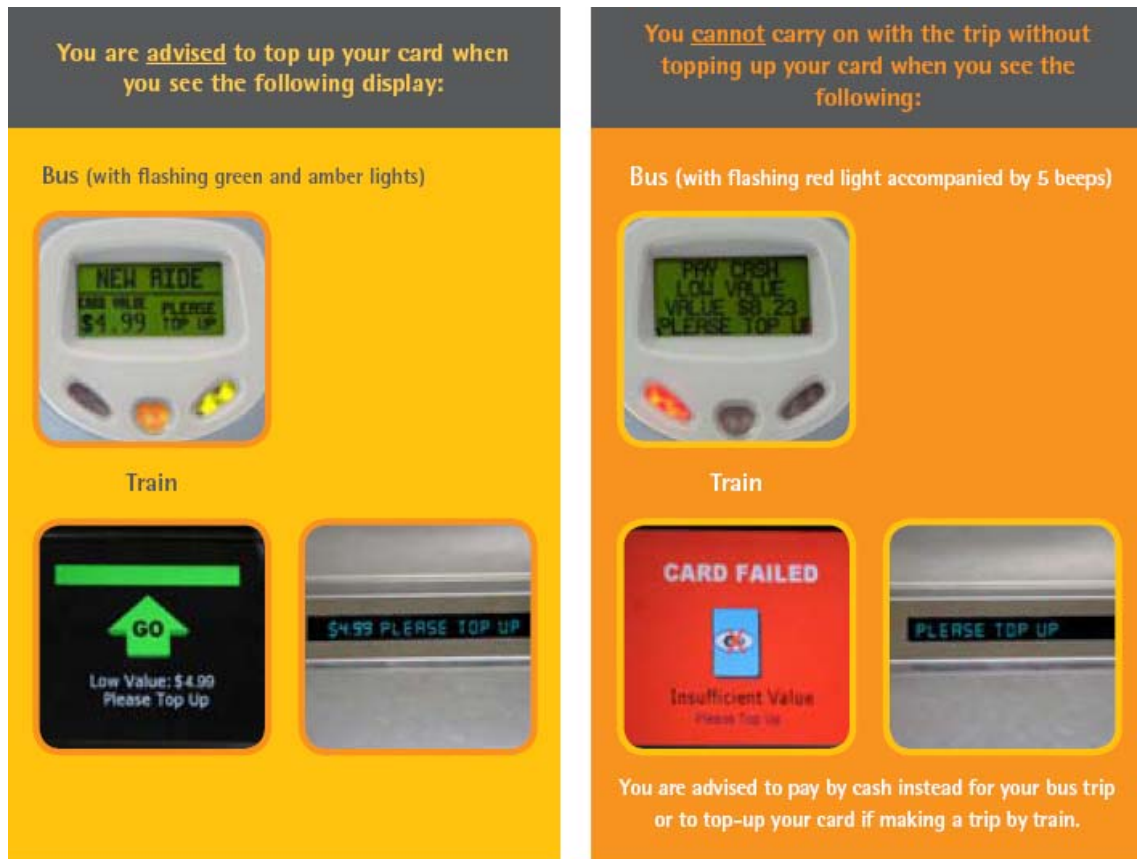 You are advised to top up your card when
you see the following display:
Bus (with flashing green and amber lights)
NEW RIDE
CARD VALUE
$4.99
PLEASE
TOP UP
Train
GO
Low Value: $4.99
Please Top Up
$4.99 PLEASE TOP UP
You cannot carry on with the trip without
topping up your card when you see the
following:
Bus (with flashing red light accompanied by 5 beeps)
PAY CASH
LOW VALUE
VALUE $0.23
PLEASE TOP UP
Train
CARD FAILED
Insufficient Value
Please Top Up
PLEASE TOP UP
You are advised to pay by cash instead for your bus trip
or to top-up your card if making a trip by train.